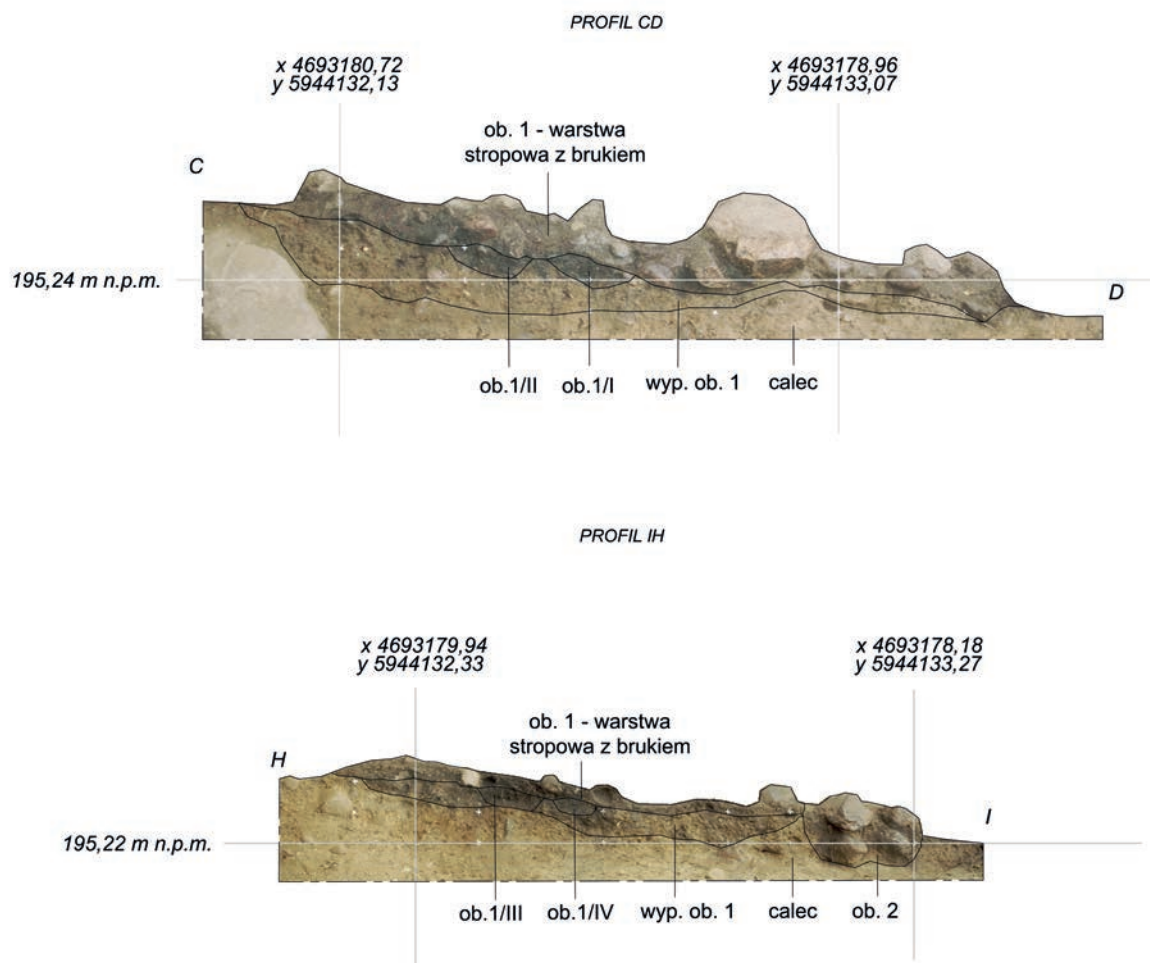 PROFIL CD
x 4693180,72
y 5944132,13
x 4693178,96
y 5944133,07
ob. 1 - warstwa
stropowa z brukiem
C
195,24 m n.p.m.
D
ob.1/II
ob.1/I
wyp. ob. 1
calec
PROFIL IH
x 4693179,94
y 5944132,33
x 4693178,18
y 5944133,27
ob. 1 - warstwa
stropowa z brukiem
H
I
195,22 m n.p.m.
ob.1/III
ob.1/IV
wyp. ob. 1
calec
ob. 2